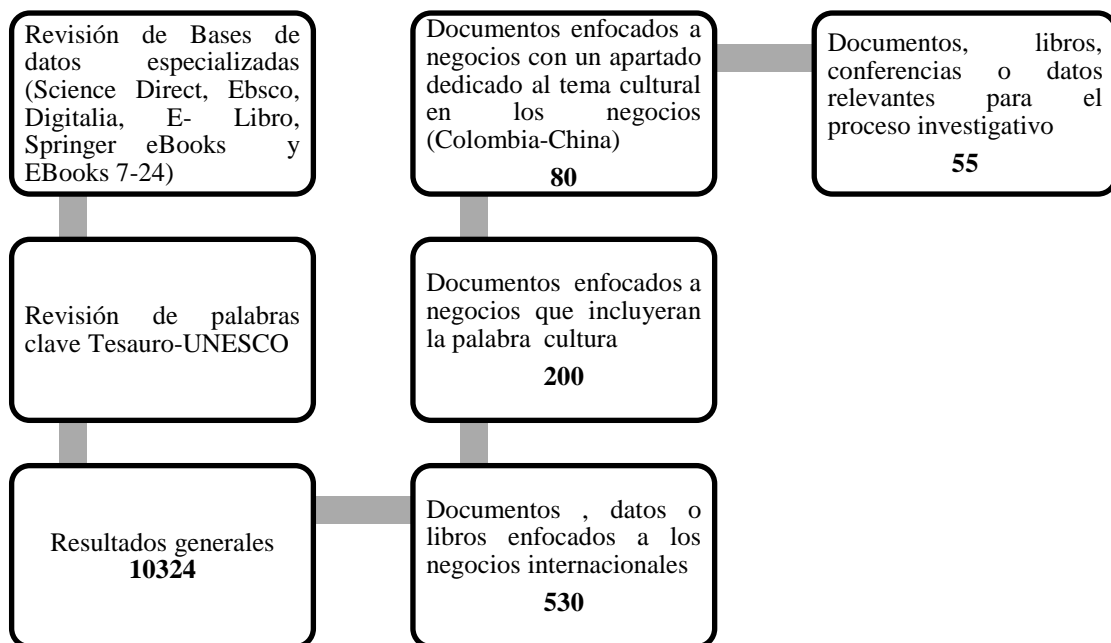 Revisión de Bases de
datos especializadas
(Science Direct, Ebsco,
Digitalia, E- Libro,
Springer eBooks y
EBooks 7-24)
Revisión de palabras
clave Tesauro-UNESCO
Resultados generales
10324
Documentos , datos o
libros enfocados a los
negocios internacionales
530
Documentos enfocados a
negocios que incluyeran
la palabra cultura
200
Documentos enfocados a
negocios con un apartado
dedicado al tema cultural
en los negocios
(Colombia-China)
80
Documentos, libros,
conferencias o datos
relevantes para el
proceso investigativo
55